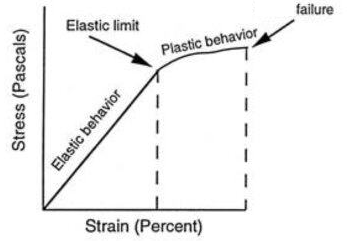 failure
Elastic limit
Plastic behavior
Elastic behavior
Stress (Pascals)
Strain (Percent)